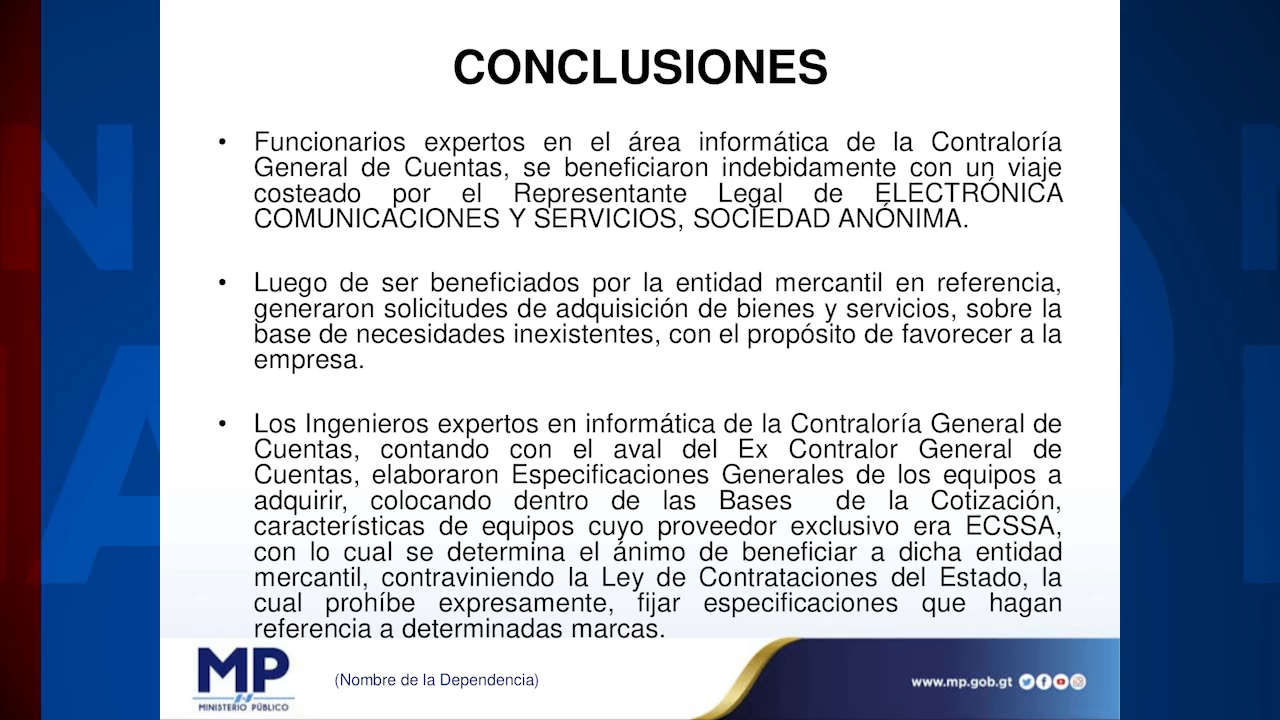 CONCLUSIONES
• Funcionarios expertos en el área informática de la Contraloría
General de Cuentas, se beneficiaron indebidamente con un viaje
costeado por el Representante Legal de ELECTRÓNICA
COMUNICACIONES Y SERVICIOS, SOCIEDAD ANÓNIMA.
• Luego de ser beneficiados por la entidad mercantil en referencia,
generaron solicitudes de adquisición de bienes y servicios, sobre la
base de necesidades inexistentes, con el propósito de favorecer a la
empresa.
• Los Ingenieros expertos en informática de la Contraloría General de
Cuentas, contando con el aval del Ex Contralor General de
Cuentas, elaboraron Especificaciones Generales de los equipos a
adquirir, colocando dentro de las Bases de la Cotización,
características de equipos cuyo proveedor exclusivo era ECSSA,
con lo cual se determina el ánimo de beneficiar a dicha entidad
mercantil, contraviniendo la Ley de Contrataciones del Estado, la
cual prohíbe expresamente, fijar especificaciones que hagan
referencia a determinadas marcas.
MP
MINISTERIO PÚBLICO
(Nombre de la Dependencia)
www.mp.gob.gt